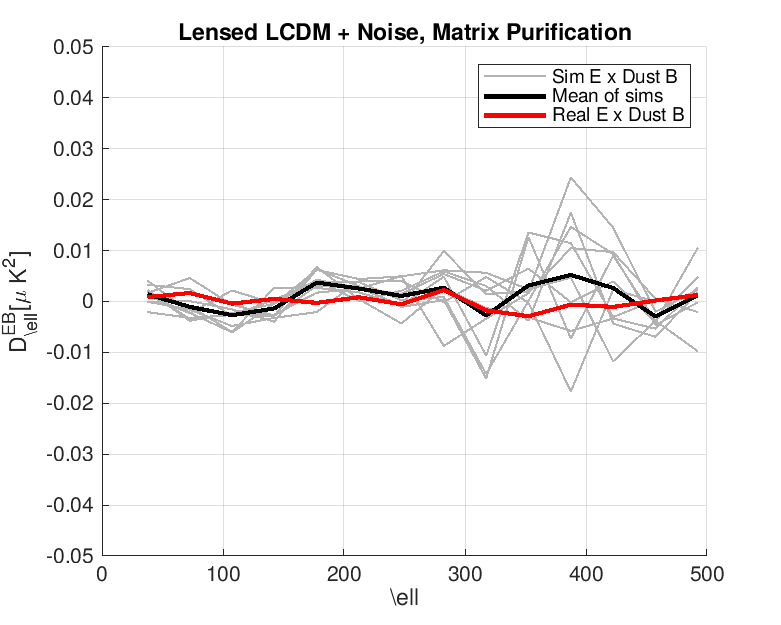 Lensed LCDM + Noise, Matrix Purification
0.05
0.04
0.03
0.02
0.01
0
-0.01
-0.02
-0.03
-0.04
-0.05
D\ell^EB[μ K^2]
Sim E x Dust B
Mean of sims
Real E x Dust B
0 100 200 300 400 500
\ell